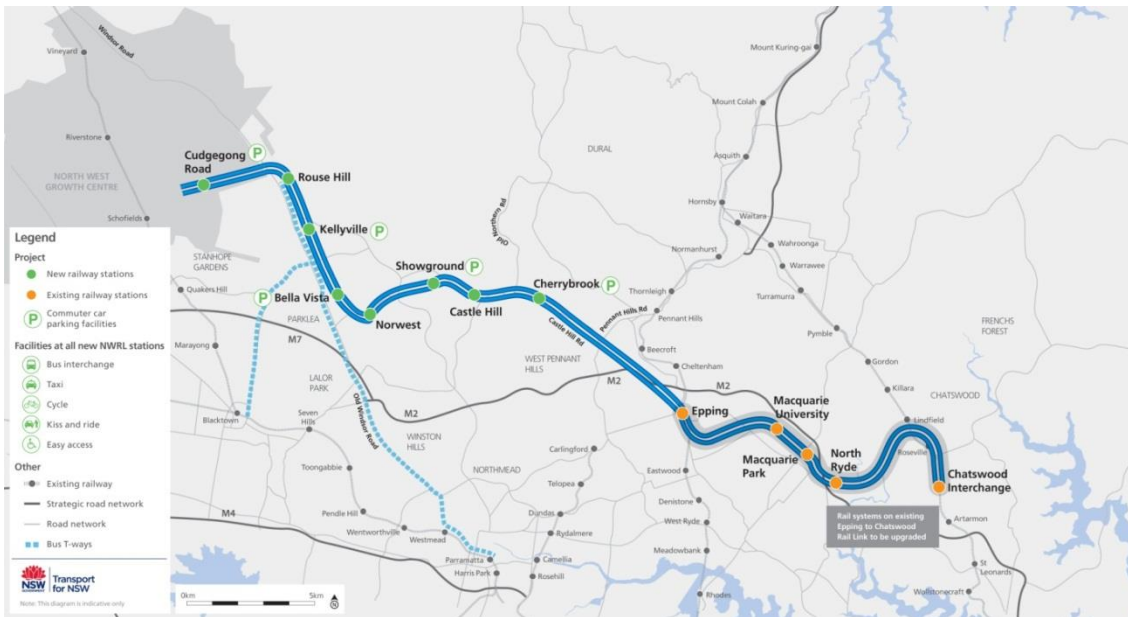 Vineyard
Windsor Road
Riverstone
NORTH WEST
GROWTH CENTRE
Schofields
Cudgegong
Road
P
Rouse Hill
Kellyville
P
STANHOPE
GARDENS
Quakers Hill
P
Bella Vista
PARKLEA
Norwest
Showground
P
Castle Hill
Cherrybrook
P
Castle Hill Rd
Pennant Hills Rd
Old Northern Rd
DURAL
Mount Kuring-gai
Mount Colah
Asquith
Hornsby
Waitara
Normanhurst
Wahroonga
Warrawee
Turramurra
Thornleigh
Pennant Hills
Pymble
Beecroft
Cheltenham
Gordon
Killara
FRENCHS
FOREST
CHATSWOOD
Lindfield
Roseville
WEST PENNANT
HILLS
M2
M2
Epping
Macquarie
University
Macquarie
Park
North
Ryde
Chatswood
Interchange
Rail systems on existing
Epping to Chatswood
Rail Link to be upgraded
Artarmon
St
Leonards
Wollstonecraft
Marayong
M7
LALOR
PARK
M2
Blacktown
Seven
Hills
Old Windsor Road
WINSTON
HILLS
Toongabbie
NORTHMEAD
Carlingford
Eastwood
Telopea
Pendle Hill
Dundas
Denistone
M4
Wentworthville
Westmead
Rydalmere
West Ryde
Parramatta
Camellia
Meadowbank
Harris Park
Rosehill
Rhodes
Legend
Project
New railway stations
Existing railway stations
P
Commuter car
parking facilities
Facilities at all new NWRL stations
Bus interchange
Taxi
Cycle
Kiss and ride
Easy access
Other
Existing railway
Strategic road network
Road network
Bus T-ways
NSW
GOVERNMENT
Transport
for NSW
Note: This diagram is indicative only
0km
5km
N